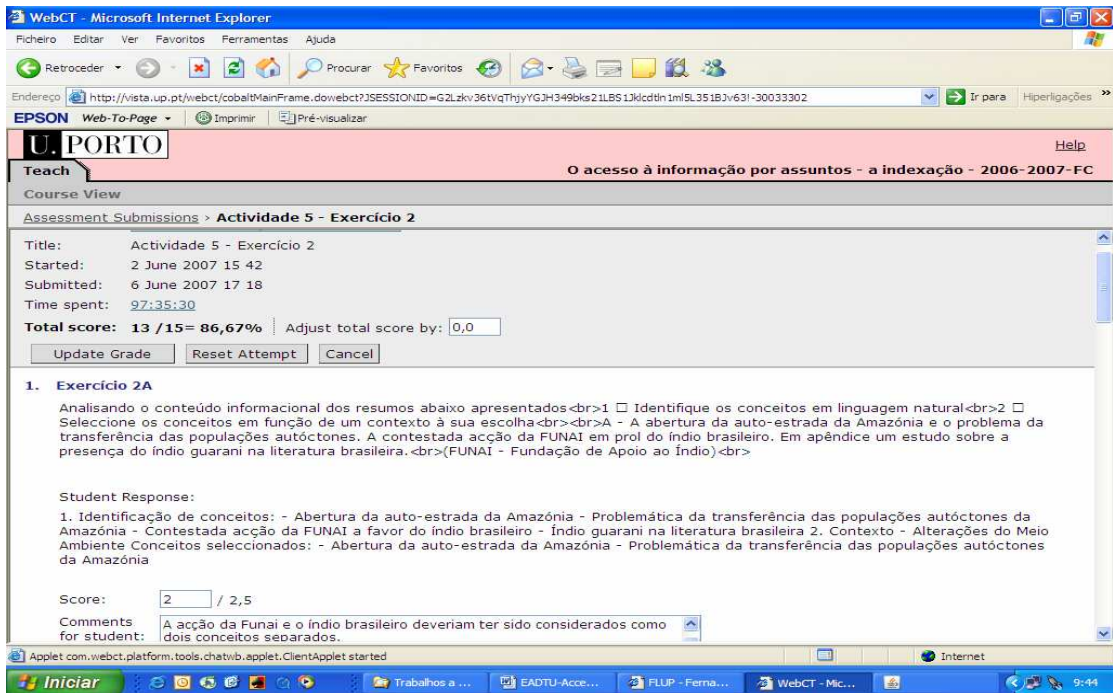 WebCT - Microsoft Internet Explorer
Ficheiro Editar Ver Favoritos Ferramentas Ajuda
Retroceder Procurar Favoritos
Endereço http://vista.up.pt/webct/cobaltMainFrame.dowebct?JSESSIONID=G2Lzkv36tVqThjyYGJH349bks21LBS1Jklcdtln1ml5L351BJv63!-30033302 Ir para Hiperligações »
EPSON Web-To-Page Imprimir Pré-visualizar
U. PORTO Help
Teach O acesso à informação por assuntos - a indexação - 2006-2007-FC
Course View
Assessment Submissions › Actividade 5 - Exercício 2
Title: Actividade 5 - Exercício 2
Started: 2 June 2007 15 42
Submitted: 6 June 2007 17 18
Time spent: 97:35:30
Total score: 13 /15= 86,67% Adjust total score by: 0,0
Update Grade Reset Attempt Cancel
1. Exercício 2A
Analisando o conteúdo informacional dos resumos abaixo apresentados<br>1 □ Identifique os conceitos em linguagem natural<br>2 □
Seleccione os conceitos em função de um contexto à sua escolha<br><br>A - A abertura da auto-estrada da Amazónia e o problema da
transferência das populações autóctones. A contestada acção da FUNAI em prol do índio brasileiro. Em apêndice um estudo sobre a
presença do índio guarani na literatura brasileira.<br>(FUNAI - Fundação de Apoio ao Índio)<br>
Student Response:
1. Identificação de conceitos: - Abertura da auto-estrada da Amazónia - Problemática da transferência das populações autóctones da
Amazónia - Contestada acção da FUNAI a favor do índio brasileiro - Índio guarani na literatura brasileira 2. Contexto - Alterações do Meio
Ambiente Conceitos seleccionados: - Abertura da auto-estrada da Amazónia - Problemática da transferência das populações autóctones
da Amazónia
Score: 2 / 2,5
Comments for student: A acção da Funai e o índio brasileiro deveriam ter sido considerados como
dois conceitos separados.
Applet com.webct.platform.tools.chatwb.applet.ClientApplet started Internet
Iniciar Trabalhos a ... EADTU-Acce... FLUP - Ferna... WebCT - Mic... 9:44